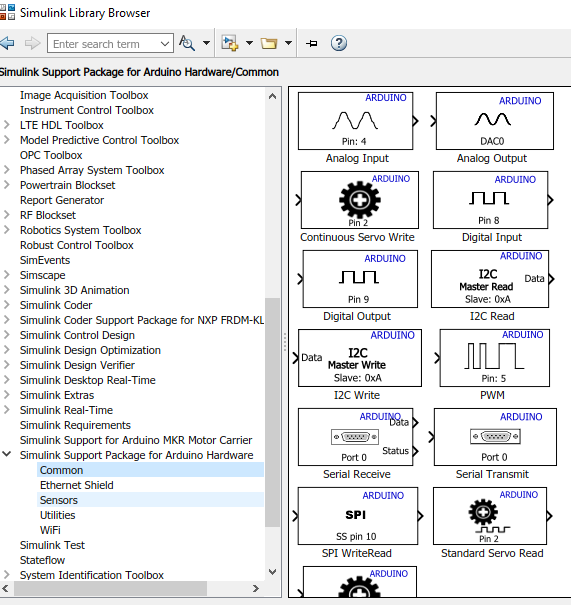 Simulink Library Browser
Enter search term
Simulink Support Package for Arduino Hardware/Common
Image Acquisition Toolbox
Instrument Control Toolbox
LTE HDL Toolbox
Model Predictive Control Toolbox
OPC Toolbox
Phased Array System Toolbox
Powertrain Blockset
Report Generator
RF Blockset
Robotics System Toolbox
Robust Control Toolbox
SimEvents
Simscape
Simulink 3D Animation
Simulink Coder
Simulink Coder Support Package for NXP FRDM-KL
Simulink Control Design
Simulink Design Optimization
Simulink Design Verifier
Simulink Desktop Real-Time
Simulink Extras
Simulink Real-Time
Simulink Requirements
Simulink Support for Arduino MKR Motor Carrier
Simulink Support Package for Arduino Hardware
Common
Ethernet Shield
Sensors
Utilities
WiFi
Simulink Test
Stateflow
System Identification Toolbox
ARDUINO
Pin: 4
Analog Input
ARDUINO
DAC0
Analog Output
ARDUINO
Pin 2
Continuous Servo Write
ARDUINO
Pin 8
Digital Input
ARDUINO
Pin 9
Digital Output
ARDUINO
I2C
Master Read
Data
Slave: 0xA
I2C Read
ARDUINO
Data
I2C
Master Write
Slave: 0xA
I2C Write
ARDUINO
Pin: 5
PWM
ARDUINO
Data
Status
Port 0
Serial Receive
ARDUINO
Port 0
Serial Transmit
ARDUINO
SPI
SS pin 10
SPI WriteRead
ARDUINO
Pin 2
Standard Servo Read
ARDUINO